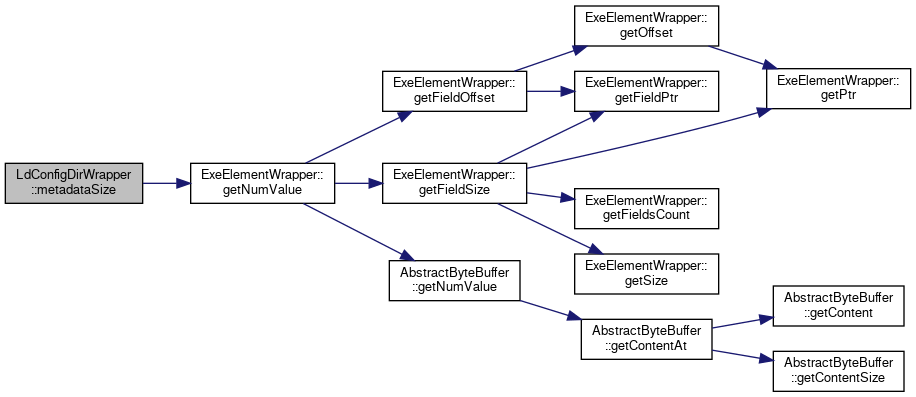 LdConfigDirWrapper
::metadataSize
ExeElementWrapper::
getNumValue
ExeElementWrapper::
getFieldOffset
ExeElementWrapper::
getOffset
ExeElementWrapper::
getPtr
ExeElementWrapper::
getFieldPtr
ExeElementWrapper::
getFieldSize
ExeElementWrapper::
getFieldsCount
ExeElementWrapper::
getSize
AbstractByteBuffer
::getNumValue
AbstractByteBuffer
::getContentAt
AbstractByteBuffer
::getContent
AbstractByteBuffer
::getContentSize